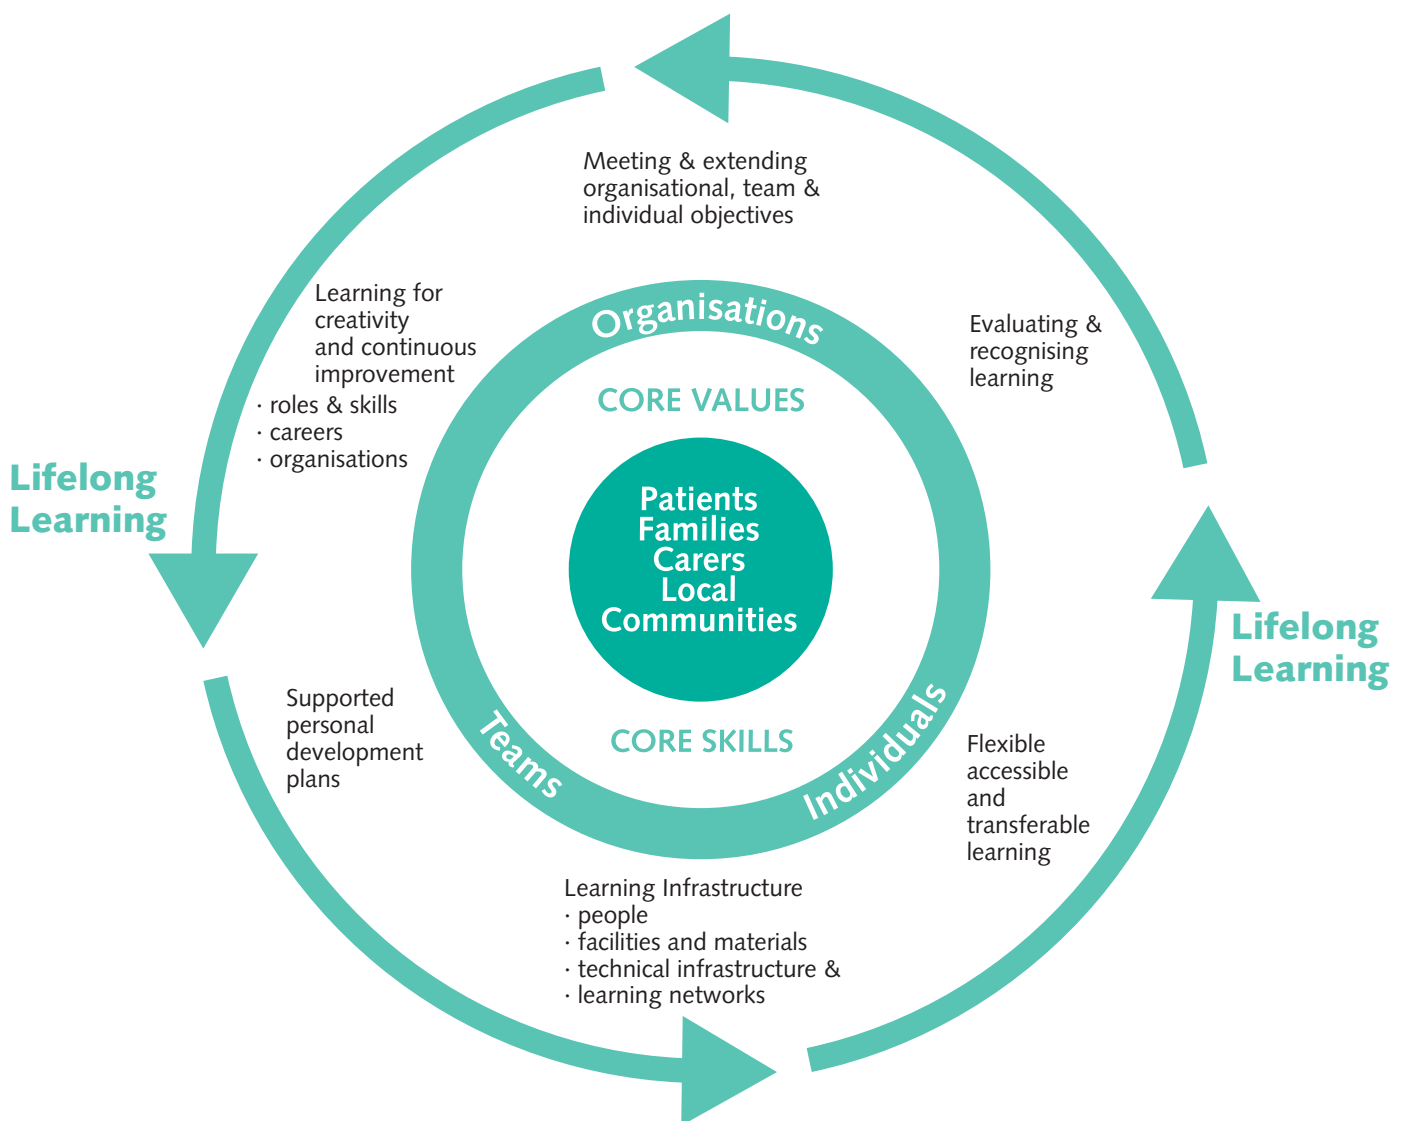 Meeting & extending
organisational, team &
individual objectives
Learning for
creativity
and continuous
improvement
· roles & skills
· careers
· organisations
Evaluating &
recognising
learning
Organisations
CORE VALUES
Lifelong
Learning
Patients
Families
Carers
Local
Communities
Lifelong
Learning
CORE SKILLS
Teams
Individuals
Supported
personal
development
plans
Flexible
accessible
and
transferable
learning
Learning Infrastructure
· people
· facilities and materials
· technical infrastructure &
· learning networks